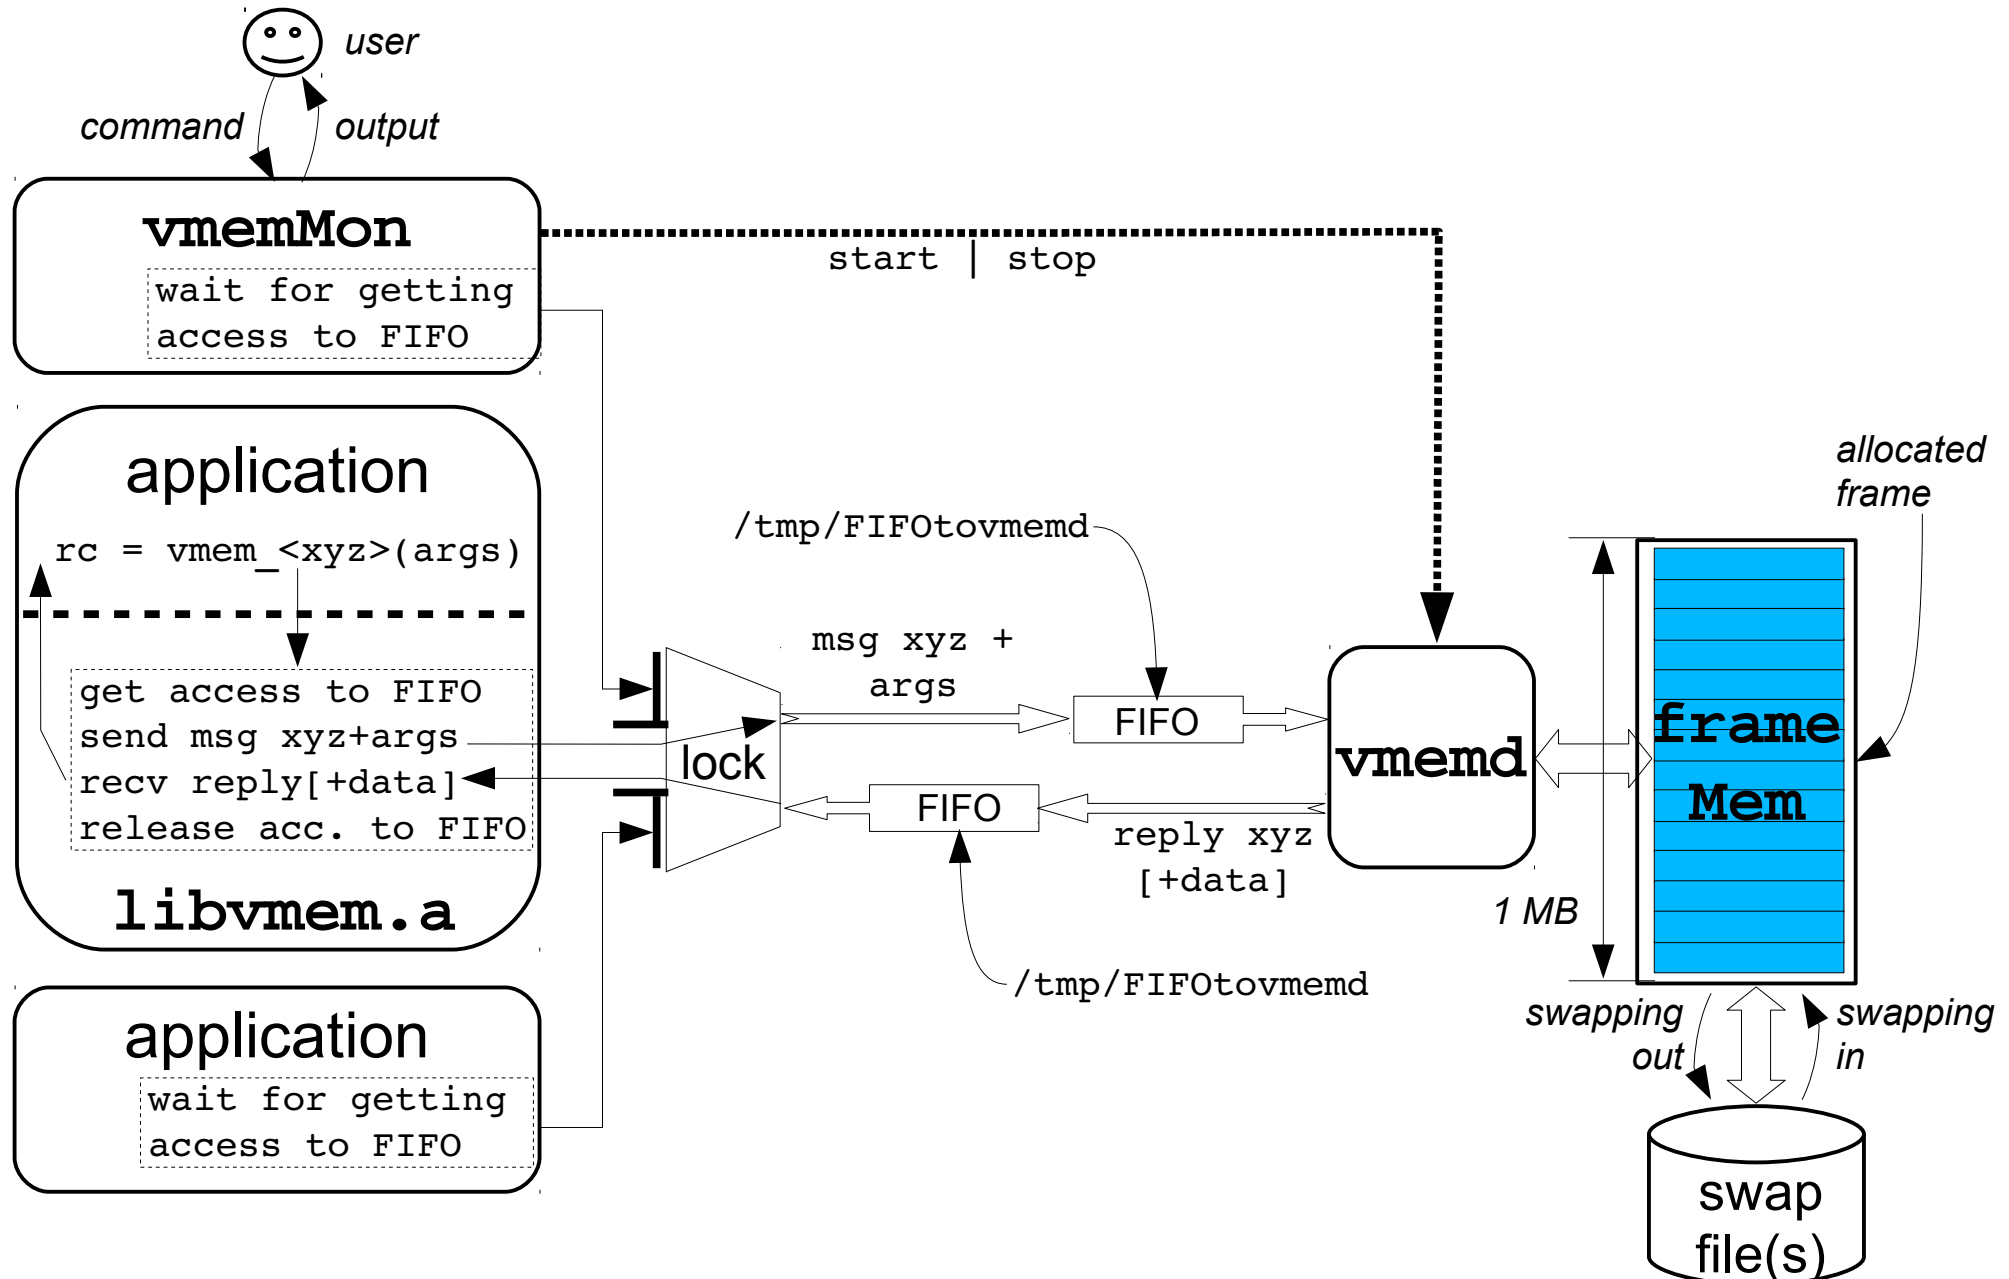 user
command
output
vmemMon
wait for getting
access to FIFO
start | stop
application
rc = vmem_<xyz>(args)
get access to FIFO
send msg xyz+args
recv reply[+data]
release acc. to FIFO
libvmem.a
application
wait for getting
access to FIFO
lock
/tmp/FIFOtovmemd
msg xyz +
args
FIFO
FIFO
reply xyz
[+data]
/tmp/FIFOtovmemd
vmemd
allocated
frame
frame
Mem
1 MB
swapping
out
swapping
in
swap
file(s)